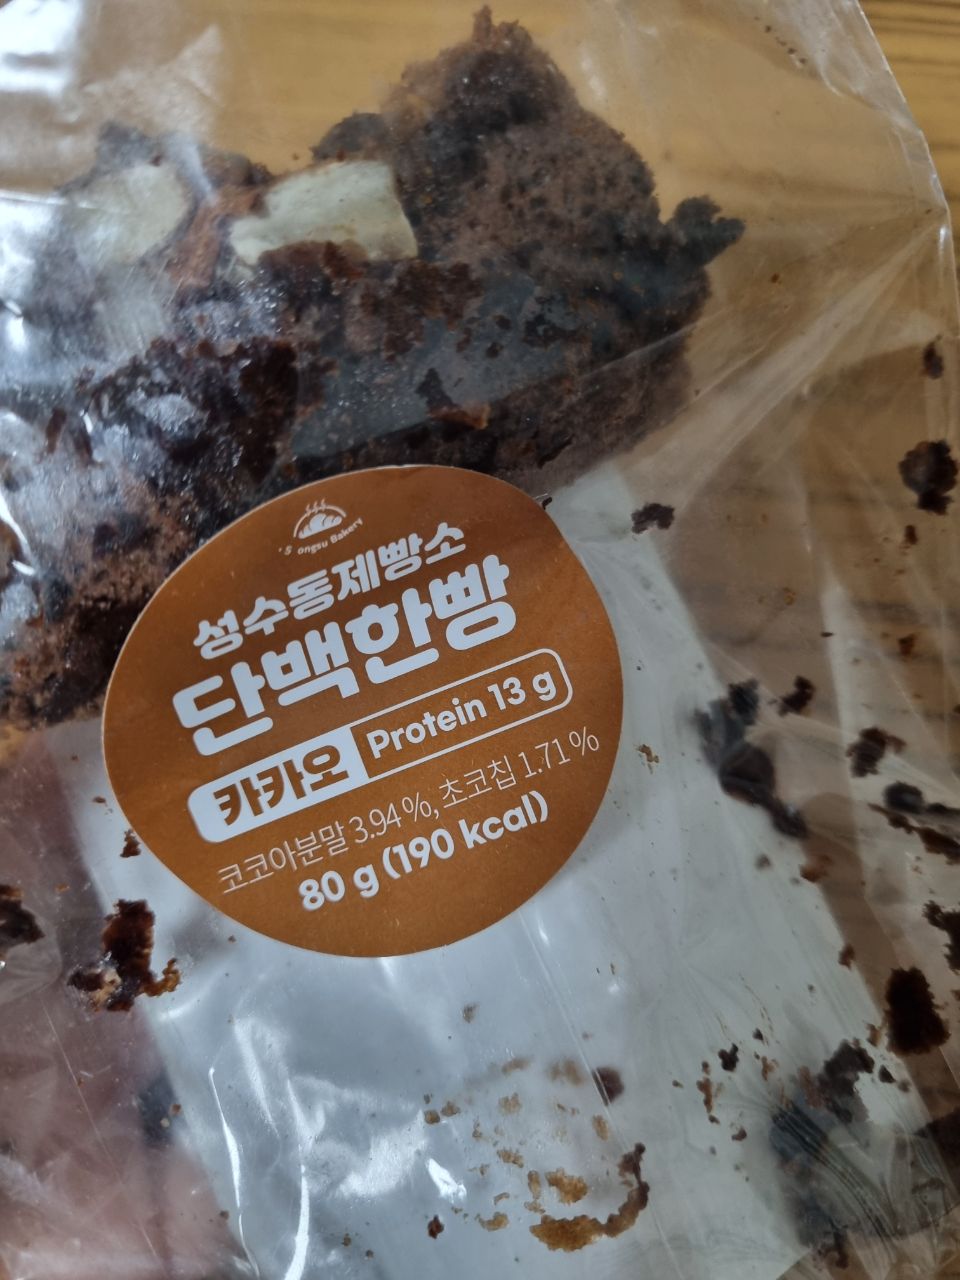 'S ongsu Bakery
성수동제빵소
단백한빵
카카오 Protein 13 g
코코아분말 3.94 %, 초코칩 1.71 %
80 g (190 kcal)